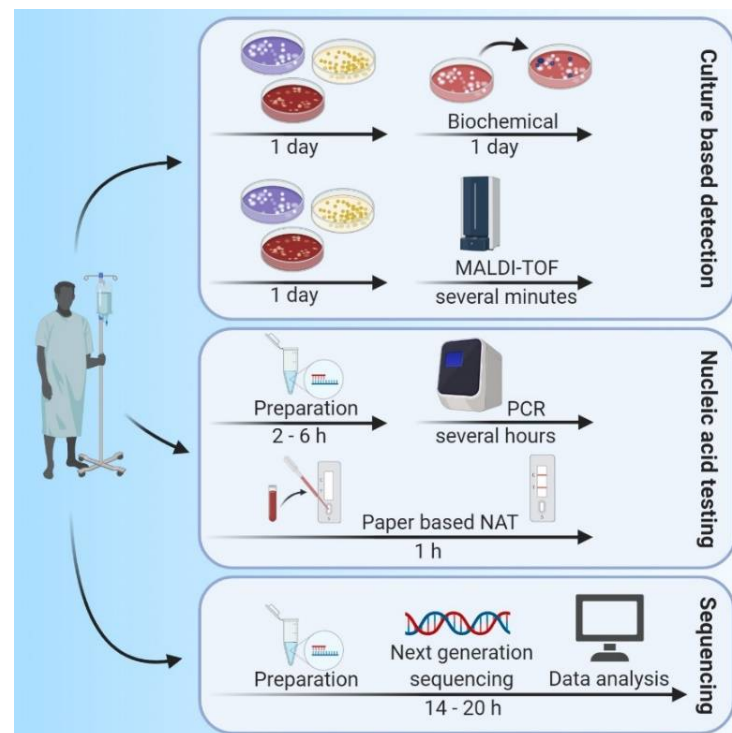 Culture based detection
Biochemical
1 day
1 day
MALDI-TOF
1 day
several minutes
Nucleic acid testing
Preparation
PCR
2 - 6 h
several hours
Paper based NAT
1 h
Sequencing
Next generation
Preparation
sequencing
Data analysis
14 - 20 h